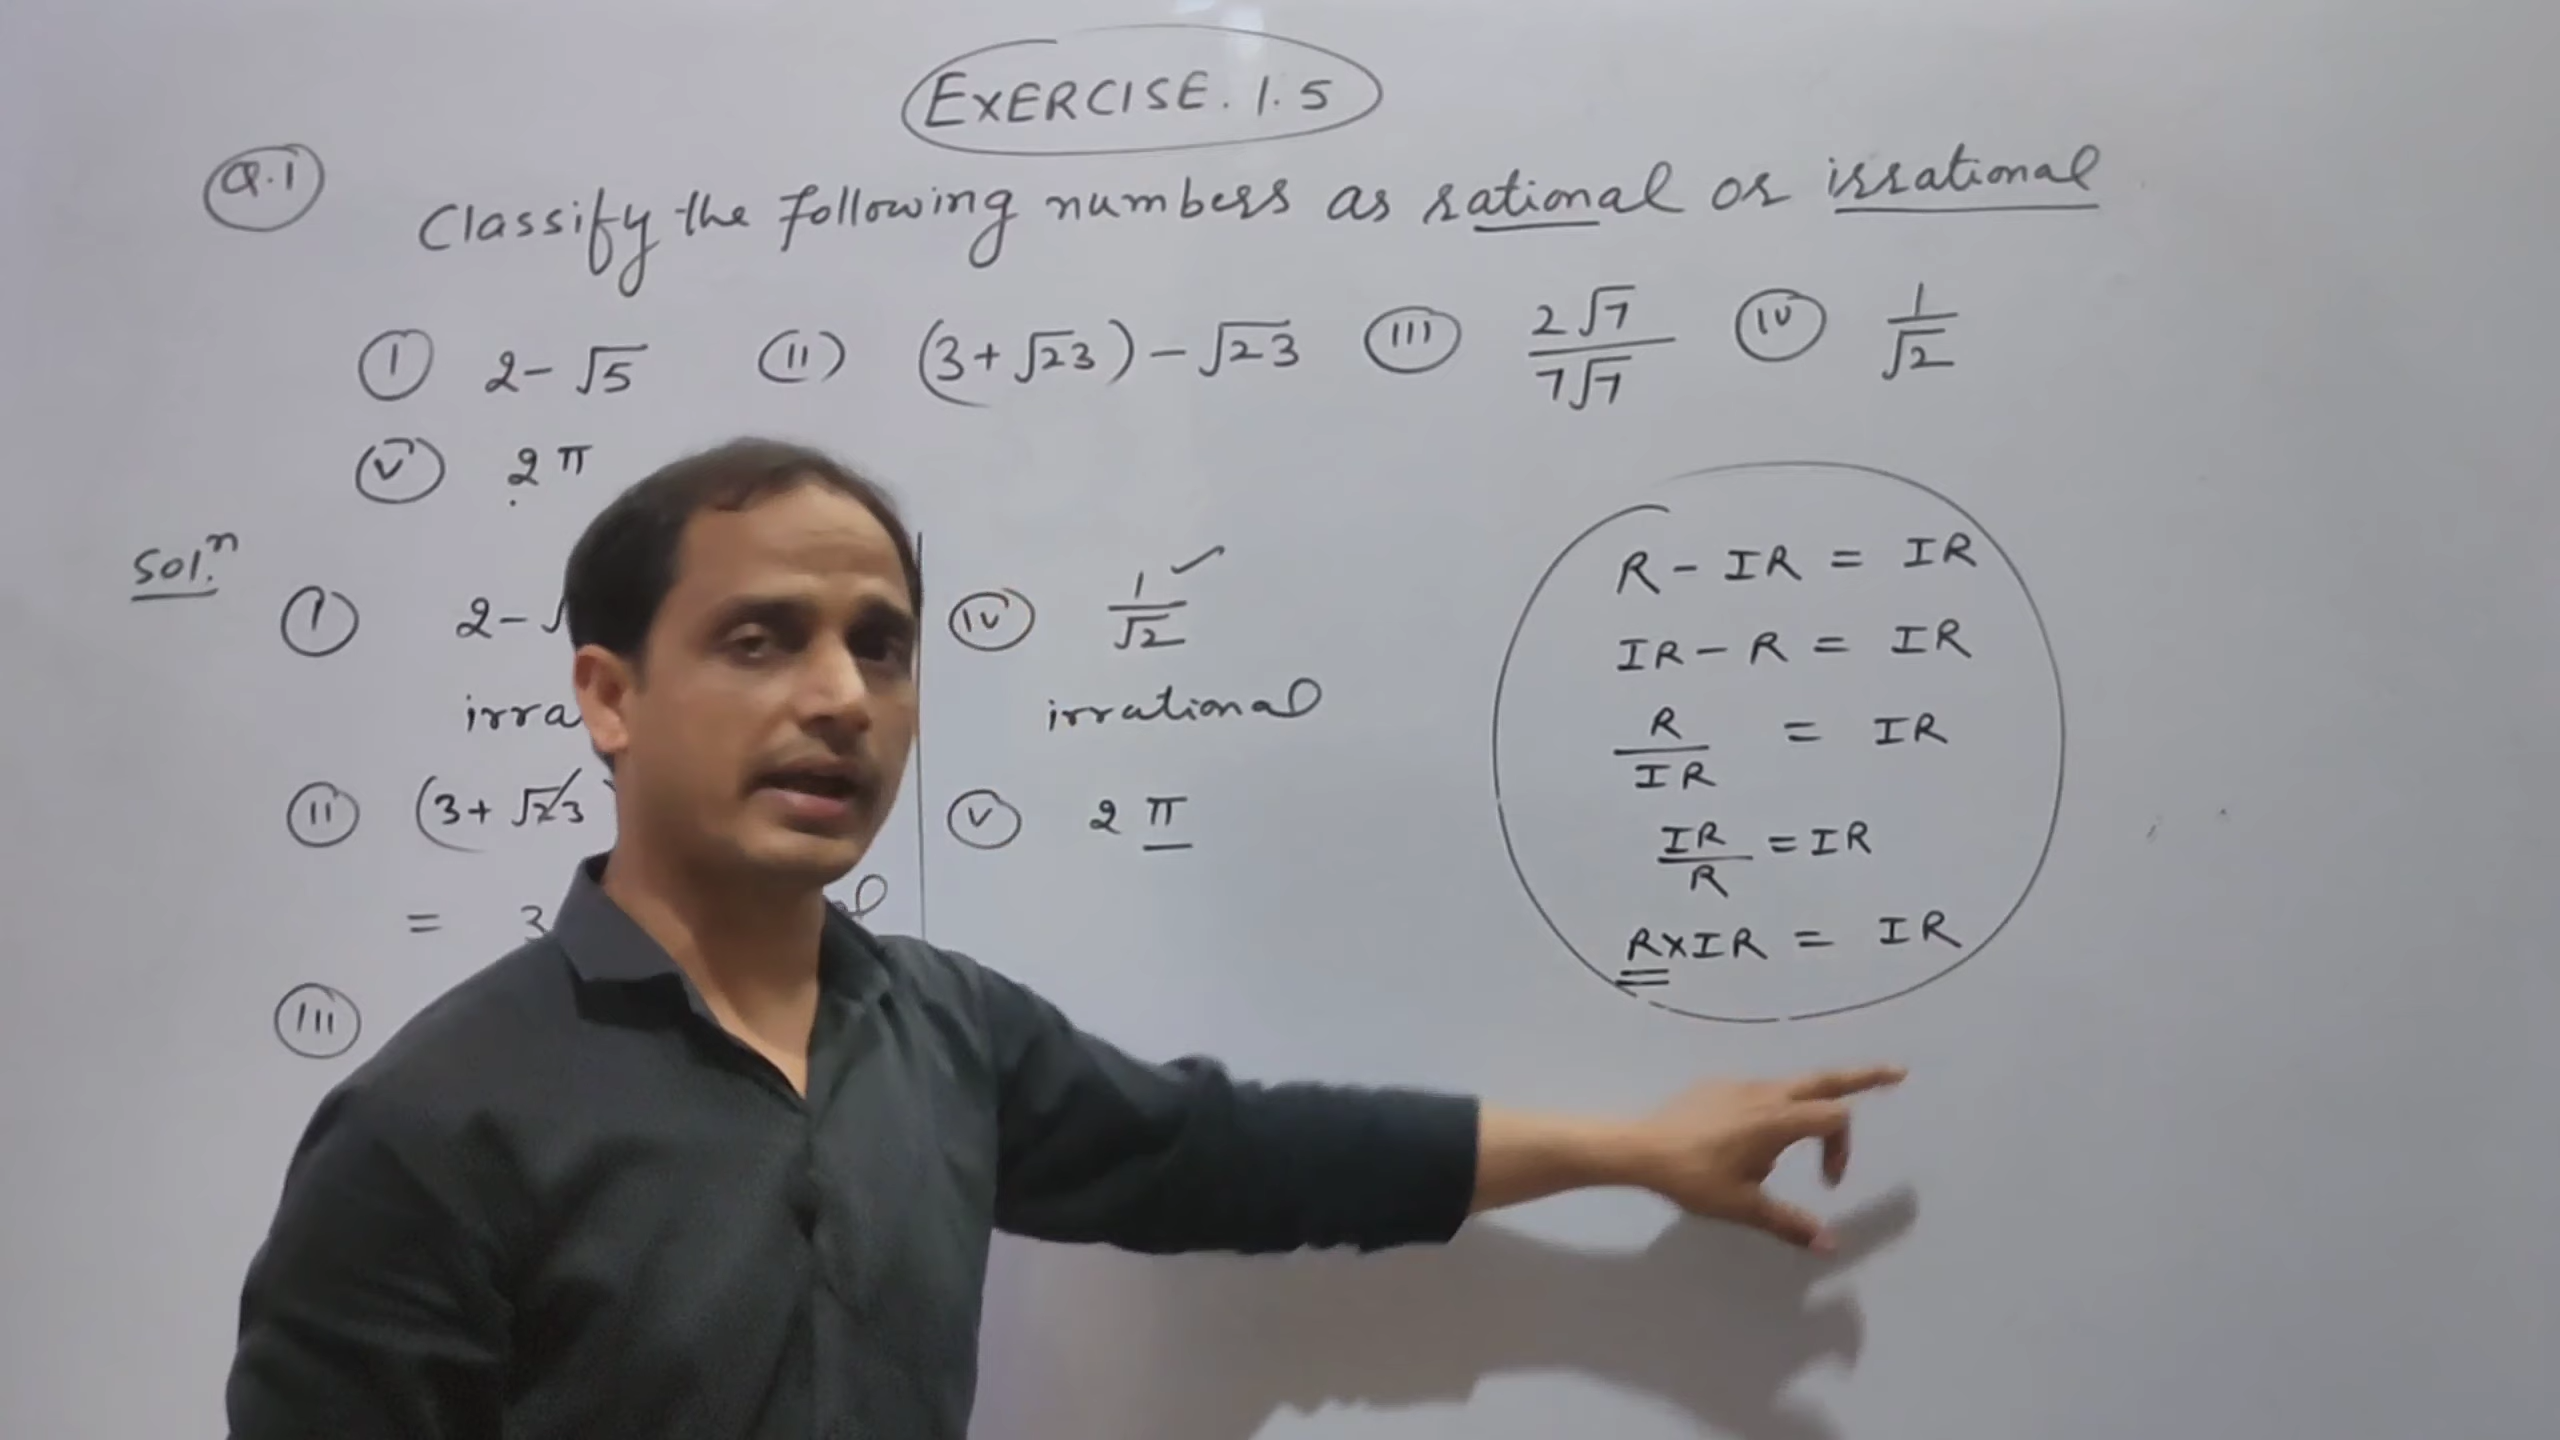 EXERCISE. 1.5
Q.1
Classify the following numbers as rational or irrational
(I) 2 - √5 (II) (3 + √23) - √23 (III) 2√7 / 7√7 (IV) 1 / √2
(V) 2π
Sol.ⁿ
(I) 2 - √
irra
(II) (3 + √23
= 3
(III)
(IV) 1 / √2 ✓
irrational
(V) 2 π
R - IR = IR
IR - R = IR
R / IR = IR
IR / R = IR
R×IR = IR